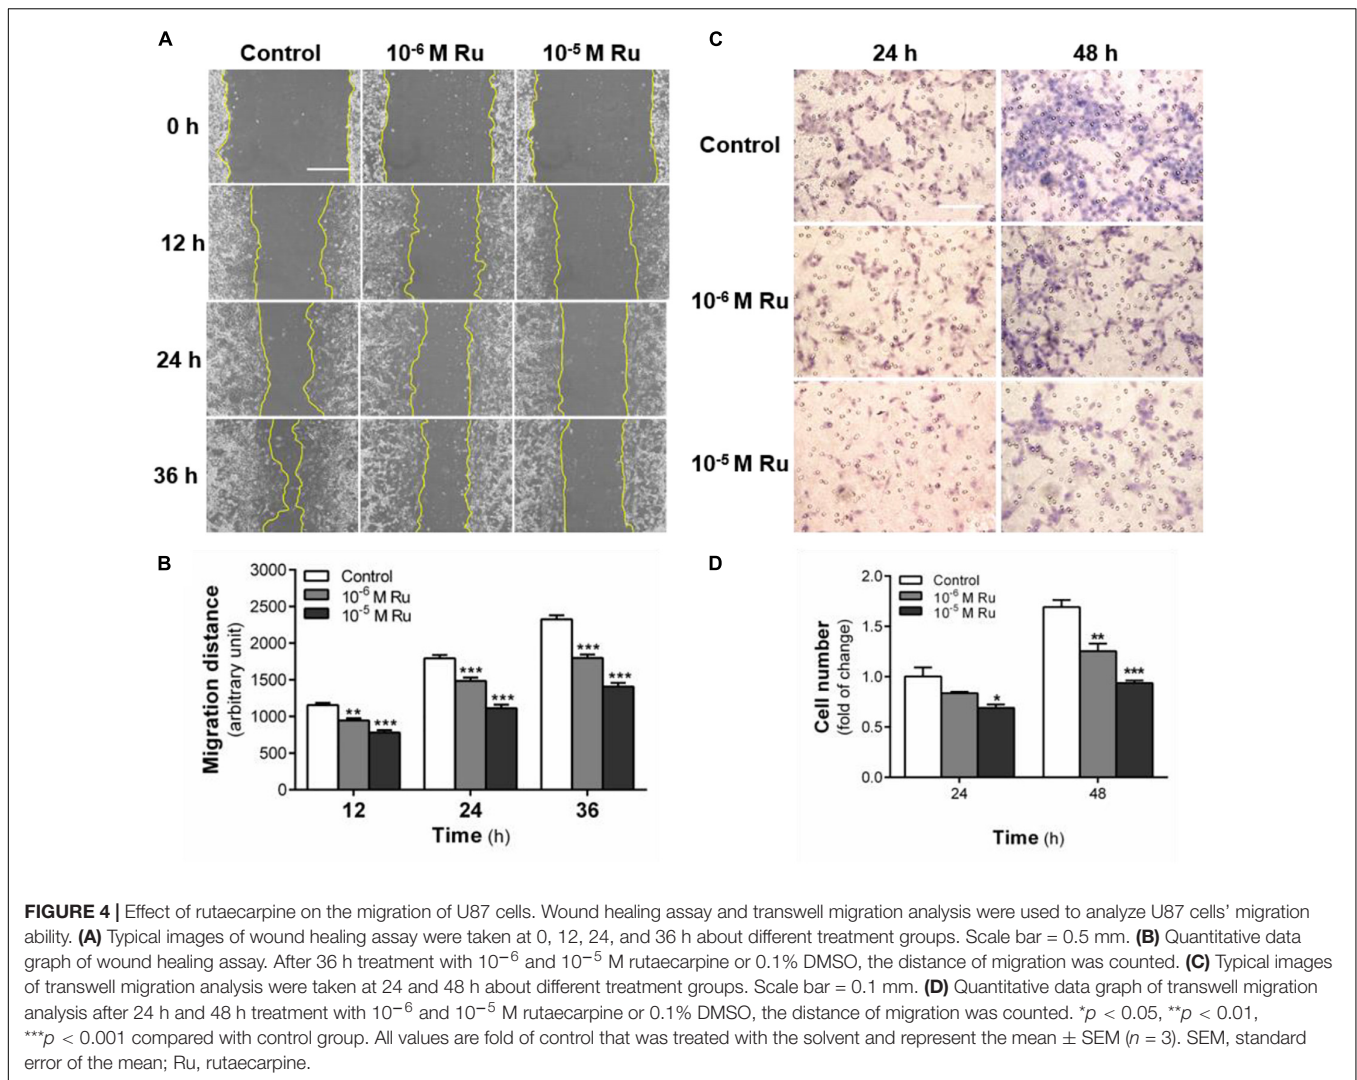 A
Control 10⁻⁶ M Ru 10⁻⁵ M Ru
0 h
12 h
24 h
36 h
C
24 h 48 h
Control
10⁻⁶ M Ru
10⁻⁵ M Ru
B
Migration distance
(arbitrary unit)
3000
2500
2000
1500
1000
500
0
Control
10⁻⁶ M Ru
10⁻⁵ M Ru
** ***
*** ***
*** ***
12 24 36
Time (h)
D
Cell number
(fold of change)
2.0
1.5
1.0
0.5
0.0
Control
10⁻⁶ M Ru
10⁻⁵ M Ru
*
** ***
24 48
Time (h)
FIGURE 4 | Effect of rutaecarpine on the migration of U87 cells. Wound healing assay and transwell migration analysis were used to analyze U87 cells’ migration
ability. (A) Typical images of wound healing assay were taken at 0, 12, 24, and 36 h about different treatment groups. Scale bar = 0.5 mm. (B) Quantitative data
graph of wound healing assay. After 36 h treatment with 10⁻⁶ and 10⁻⁵ M rutaecarpine or 0.1% DMSO, the distance of migration was counted. (C) Typical images
of transwell migration analysis were taken at 24 and 48 h about different treatment groups. Scale bar = 0.1 mm. (D) Quantitative data graph of transwell migration
analysis after 24 h and 48 h treatment with 10⁻⁶ and 10⁻⁵ M rutaecarpine or 0.1% DMSO, the distance of migration was counted. *p < 0.05, **p < 0.01,
***p < 0.001 compared with control group. All values are fold of control that was treated with the solvent and represent the mean ± SEM (n = 3). SEM, standard
error of the mean; Ru, rutaecarpine.